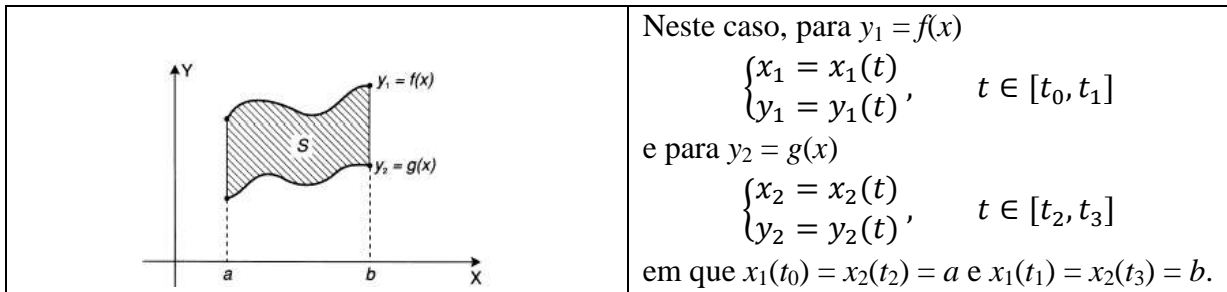 Y
y₁ = f(x)
S
y₂ = g(x)
a
b
X
Neste caso, para y₁ = f(x)
{x₁ = x₁(t)
y₁ = y₁(t) , t ∈ [t₀, t₁]
e para y₂ = g(x)
{x₂ = x₂(t)
y₂ = y₂(t) , t ∈ [t₂, t₃]
em que x₁(t₀) = x₂(t₂) = a e x₁(t₁) = x₂(t₃) = b.